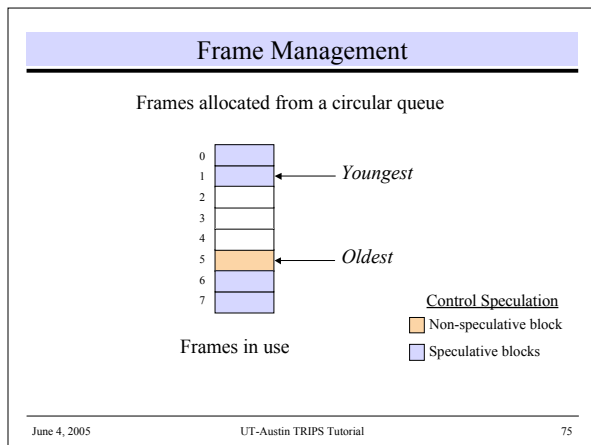 Frame Management
Frames allocated from a circular queue
0
1
Youngest
2
3
4
5
Oldest
6
7
Control Speculation
Non-speculative block
Speculative blocks
Frames in use
June 4, 2005
UT-Austin TRIPS Tutorial
75